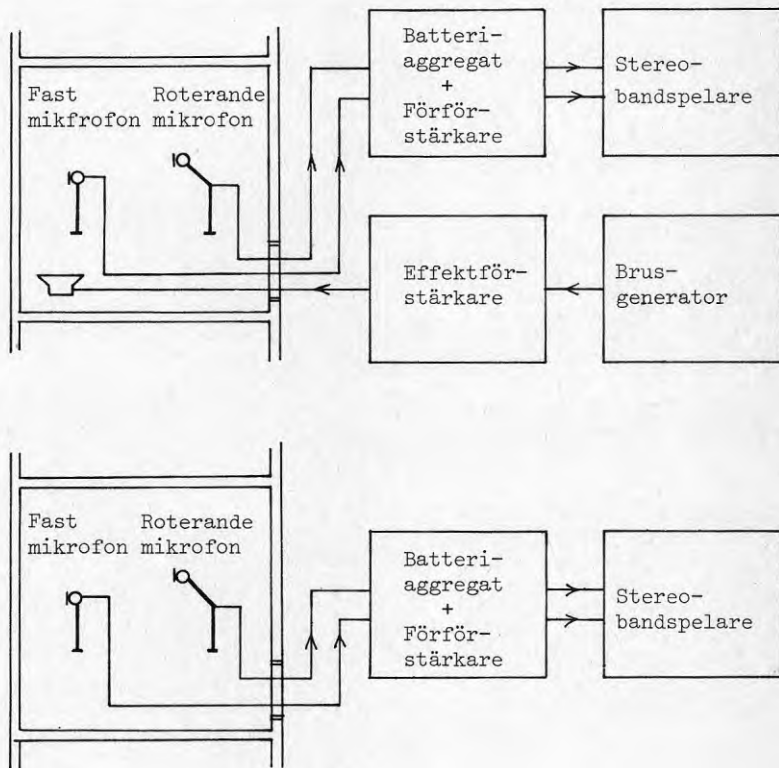 Fast
mikfrofon
Roterande
mikrofon
Batteri-
aggregat
+
Förför-
stärkare
Stereo-
bandspelare
Effektför-
stärkare
Brus-
generator
Fast
mikrofon
Roterande
mikrofon
Batteri-
aggregat
+
Förför-
stärkare
Stereo-
bandspelare